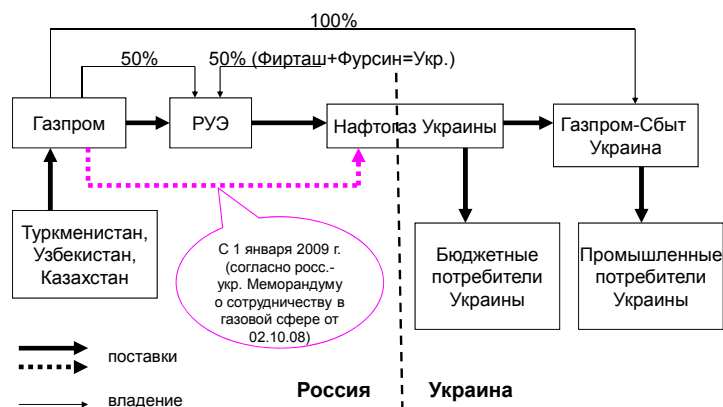 100%
50%
50% (Фирташ+Фурсин=Укр.)
Газпром
РУЭ
Нафтогаз Украины
Газпром-Сбыт
Украина
Туркменистан,
Узбекистан,
Казахстан
С 1 января 2009 г.
(согласно росс.-
укр. Меморандуму
о сотрудничеству в
газовой сфере от
02.10.08)
Бюджетные
потребители
Украины
Промышленные
потребители
Украины
поставки
владение
Россия
Украина